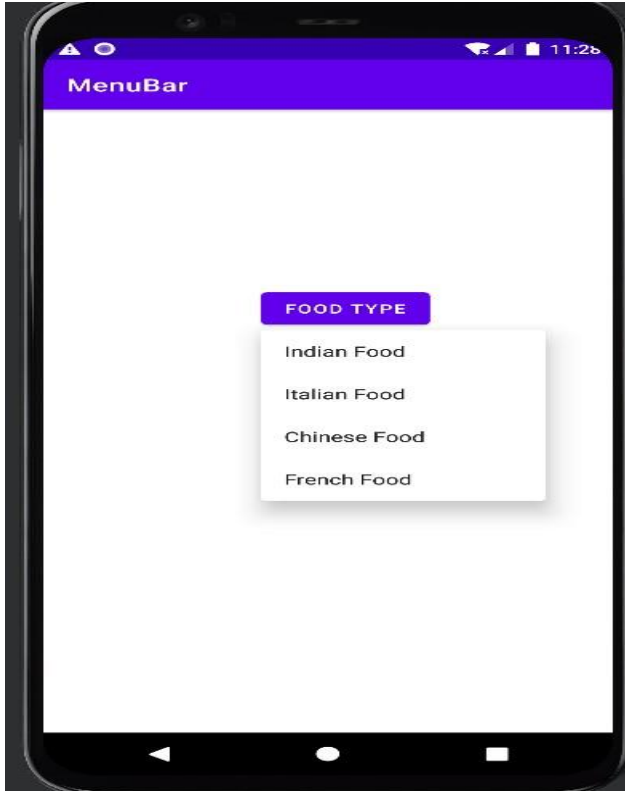 11:28
MenuBar
FOOD TYPE
Indian Food
Italian Food
Chinese Food
French Food